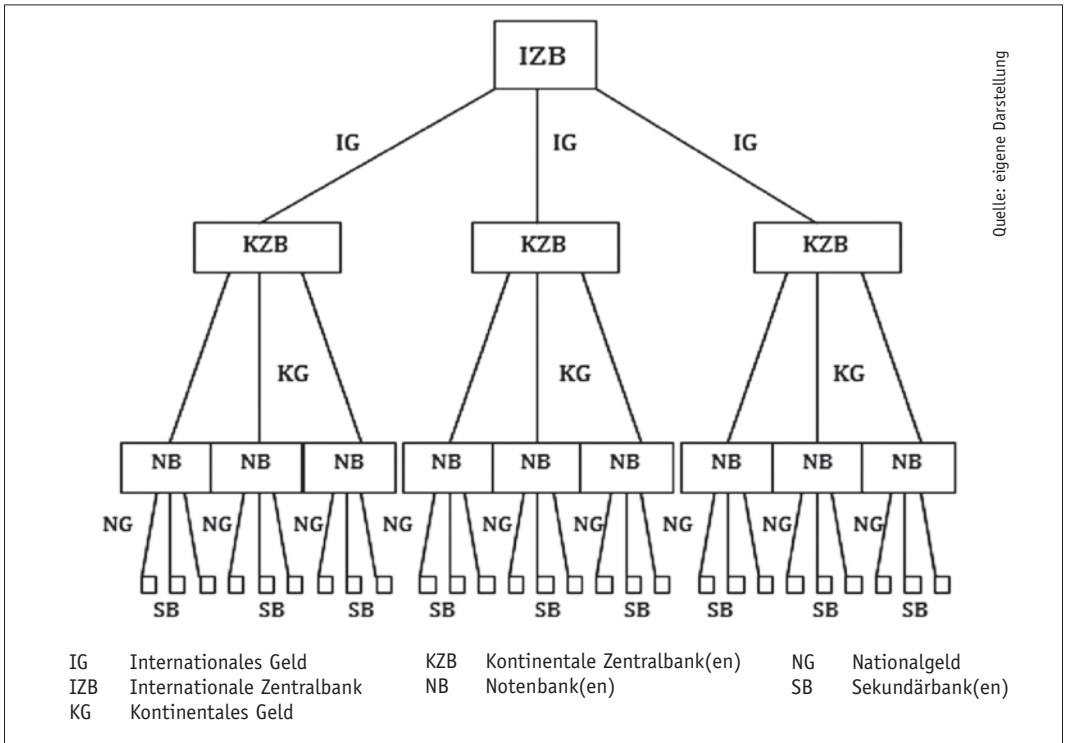 IZB
Quelle: eigene Darstellung
IG IG IG
KZB KZB KZB
KG KG KG
NB NB NB NB NB NB NB NB NB
NG NG NG NG NG NG NG NG NG
SB SB SB SB SB SB SB SB SB
IG Internationales Geld KZB Kontinentale Zentralbank(en) NG Nationalgeld
IZB Internationale Zentralbank NB Notenbank(en) SB Sekundärbank(en)
KG Kontinentales Geld